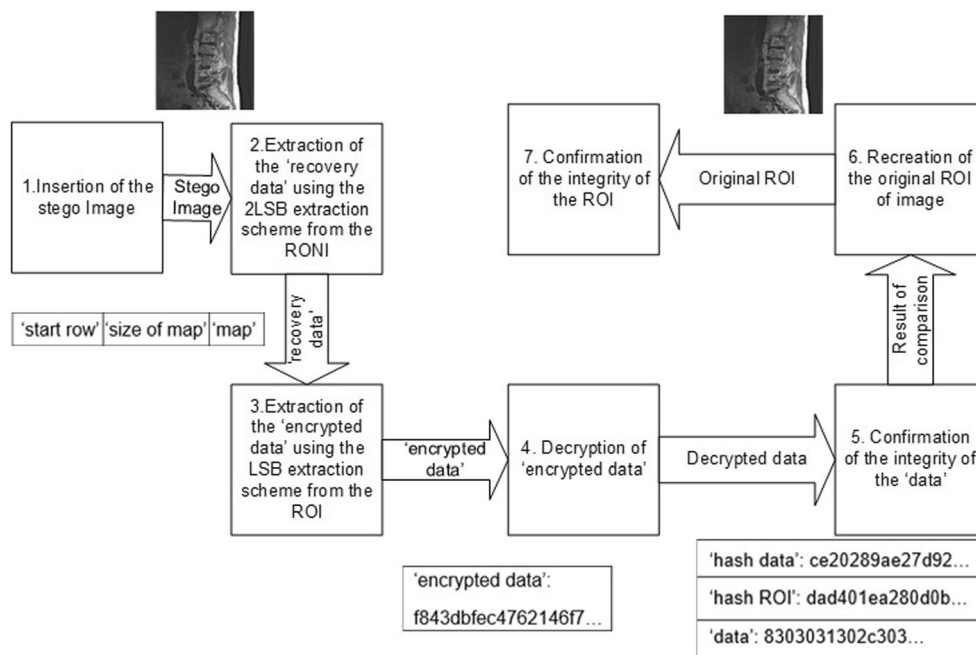 1.Insertion of the
stego Image
Stego
Image
2.Extraction of
the 'recovery
data' using the
2LSB extraction
scheme from the
RONI
'start row' 'size of map' 'map'
'recovery
data'
3.Extraction of
the 'encrypted
data' using the
LSB extraction
scheme from the
ROI
'encrypted
data'
'encrypted data':
f843dbfec4762146f7...
4. Decryption of
'encrypted data'
Decrypted data
5. Confirmation
of the integrity of
the 'data'
'hash data': ce20289ae27d92...
'hash ROI': dad401ea280d0b...
'data': 8303031302c303...
Result of
comparison
6. Recreation of
the original ROI
of image
Original ROI
7. Confirmation
of the integrity of
the ROI